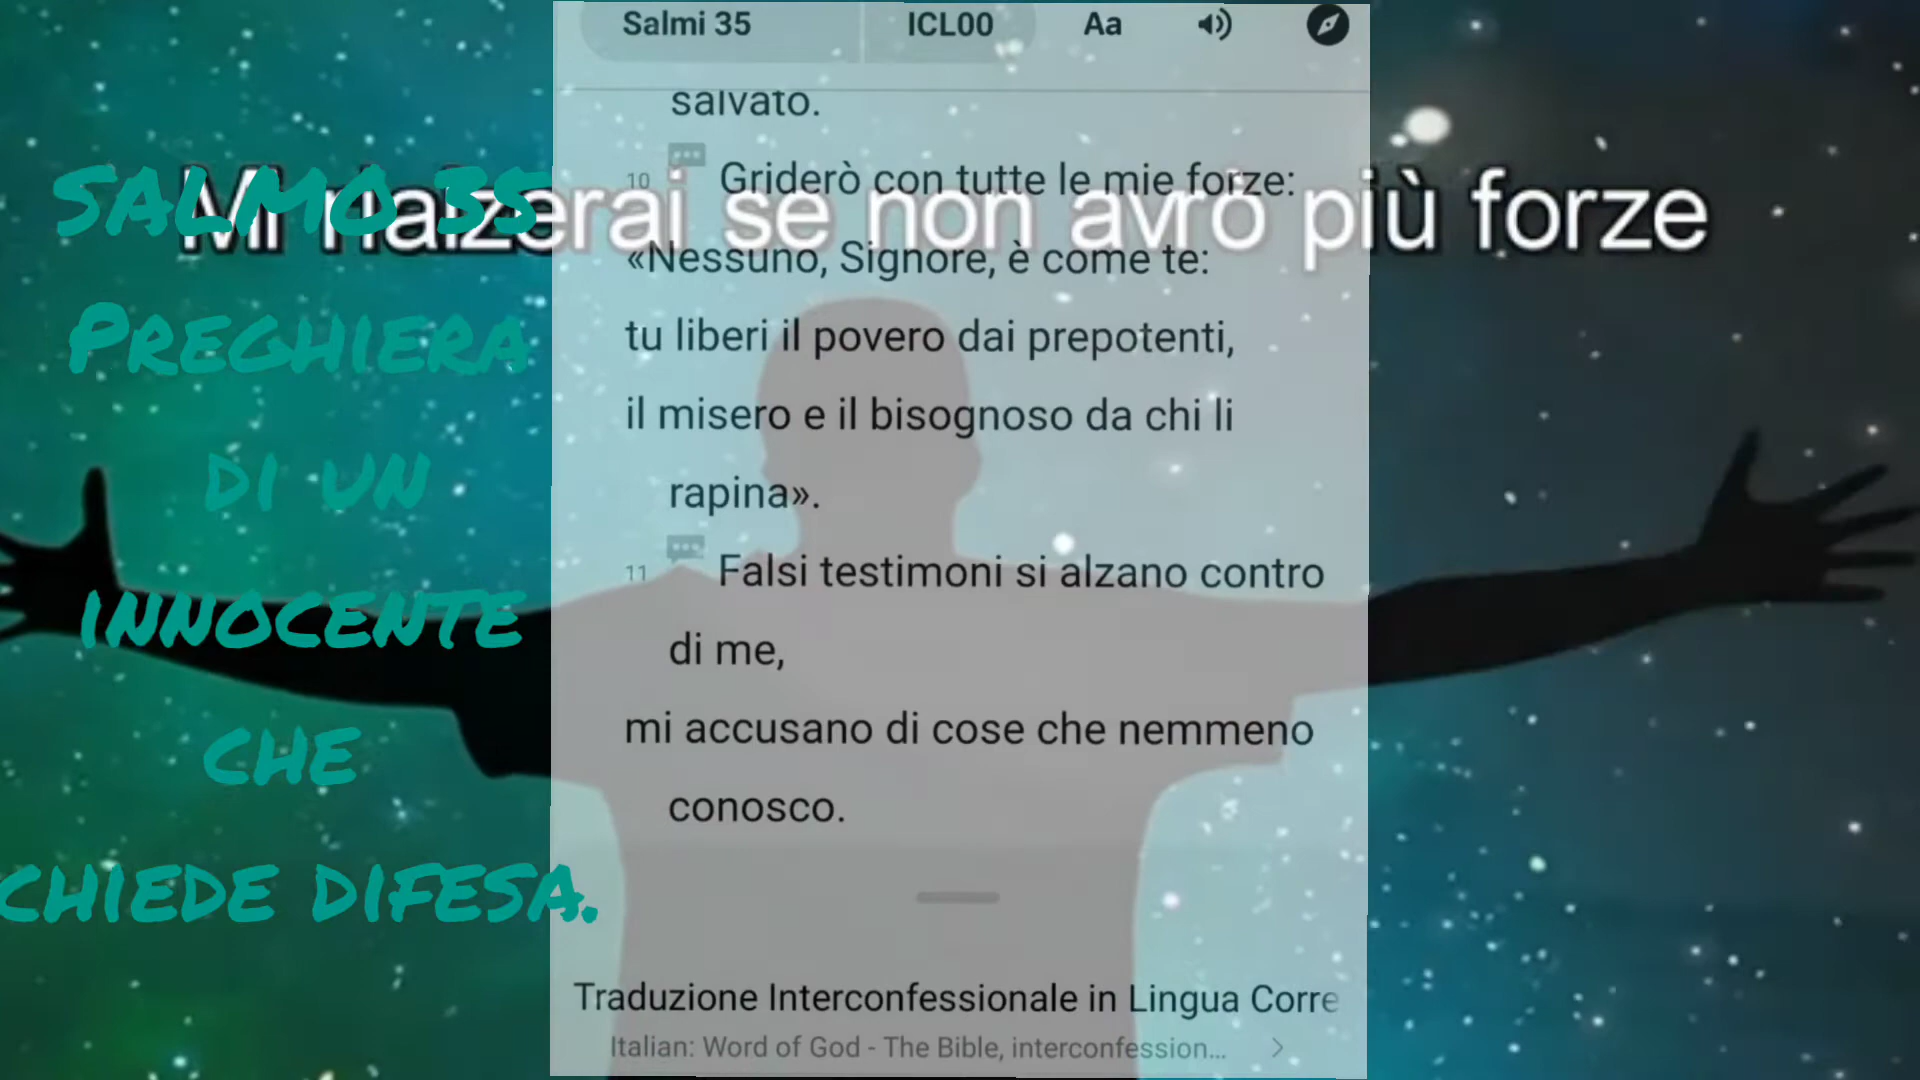 Salmi 35 ICL00 Aa
salvato.
10 Griderò con tutte le mie forze:
«Nessuno, Signore, è come te:
tu liberi il povero dai prepotenti,
il misero e il bisognoso da chi li
rapina».
11 Falsi testimoni si alzano contro
di me,
mi accusano di cose che nemmeno
conosco.
Traduzione Interconfessionale in Lingua Corre
Italian: Word of God - The Bible, interconfession...
Mi rialzerai se non avrò più forze
SALMO 35
PREGHIERA
DI UN
INNOCENTE
CHE
CHIEDE DIFESA.